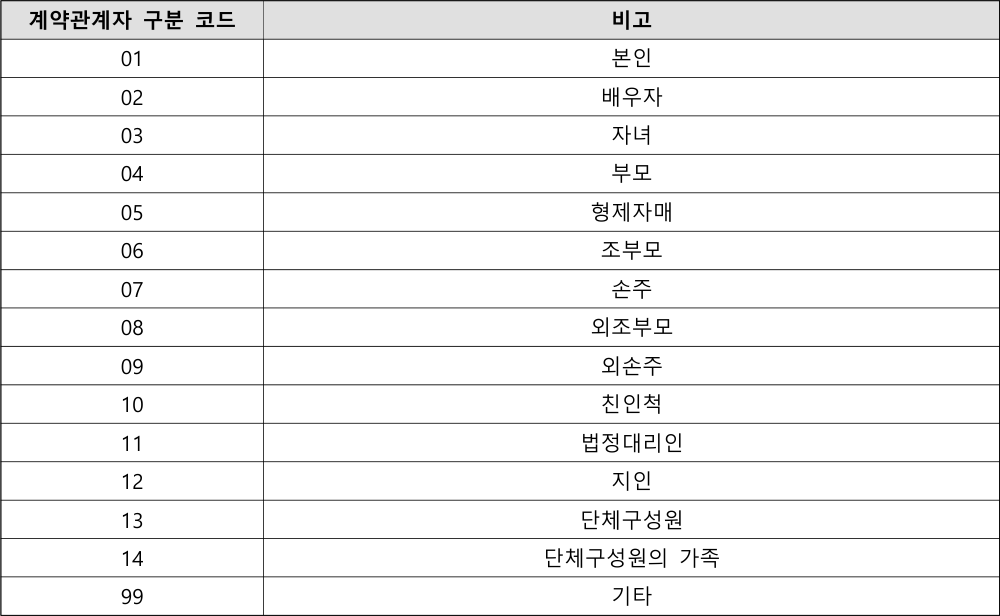 계약관계자 구분 코드 비고
01 본인
02 배우자
03 자녀
04 부모
05 형제자매
06 조부모
07 손주
08 외조부모
09 외손주
10 친인척
11 법정대리인
12 지인
13 단체구성원
14 단체구성원의 가족
99 기타